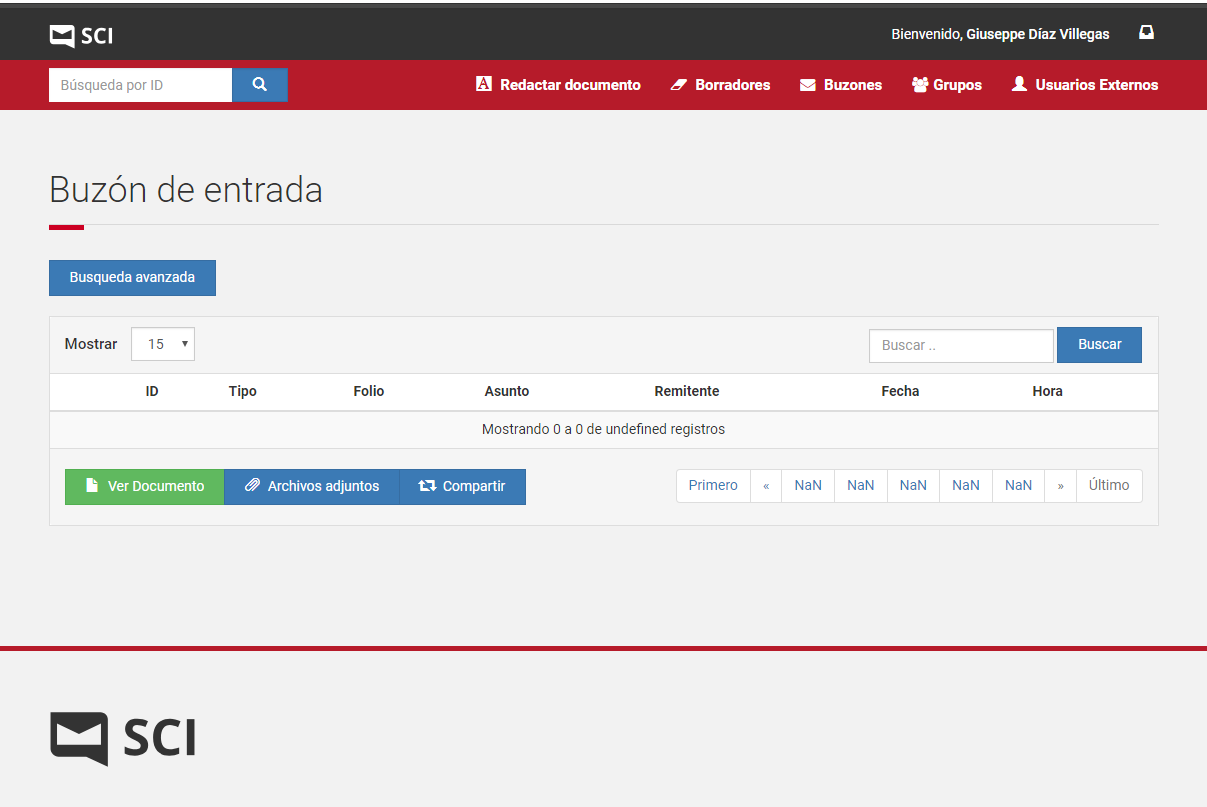 SCI
Bienvenido, Giuseppe Díaz Villegas
Búsqueda por ID
Redactar documento Borradores Buzones Grupos Usuarios Externos
Buzón de entrada
Busqueda avanzada
Mostrar 15 Buscar .. Buscar
ID Tipo Folio Asunto Remitente Fecha Hora
Mostrando 0 a 0 de undefined registros
Ver Documento Archivos adjuntos Compartir Primero « NaN NaN NaN NaN NaN » Último
SCI